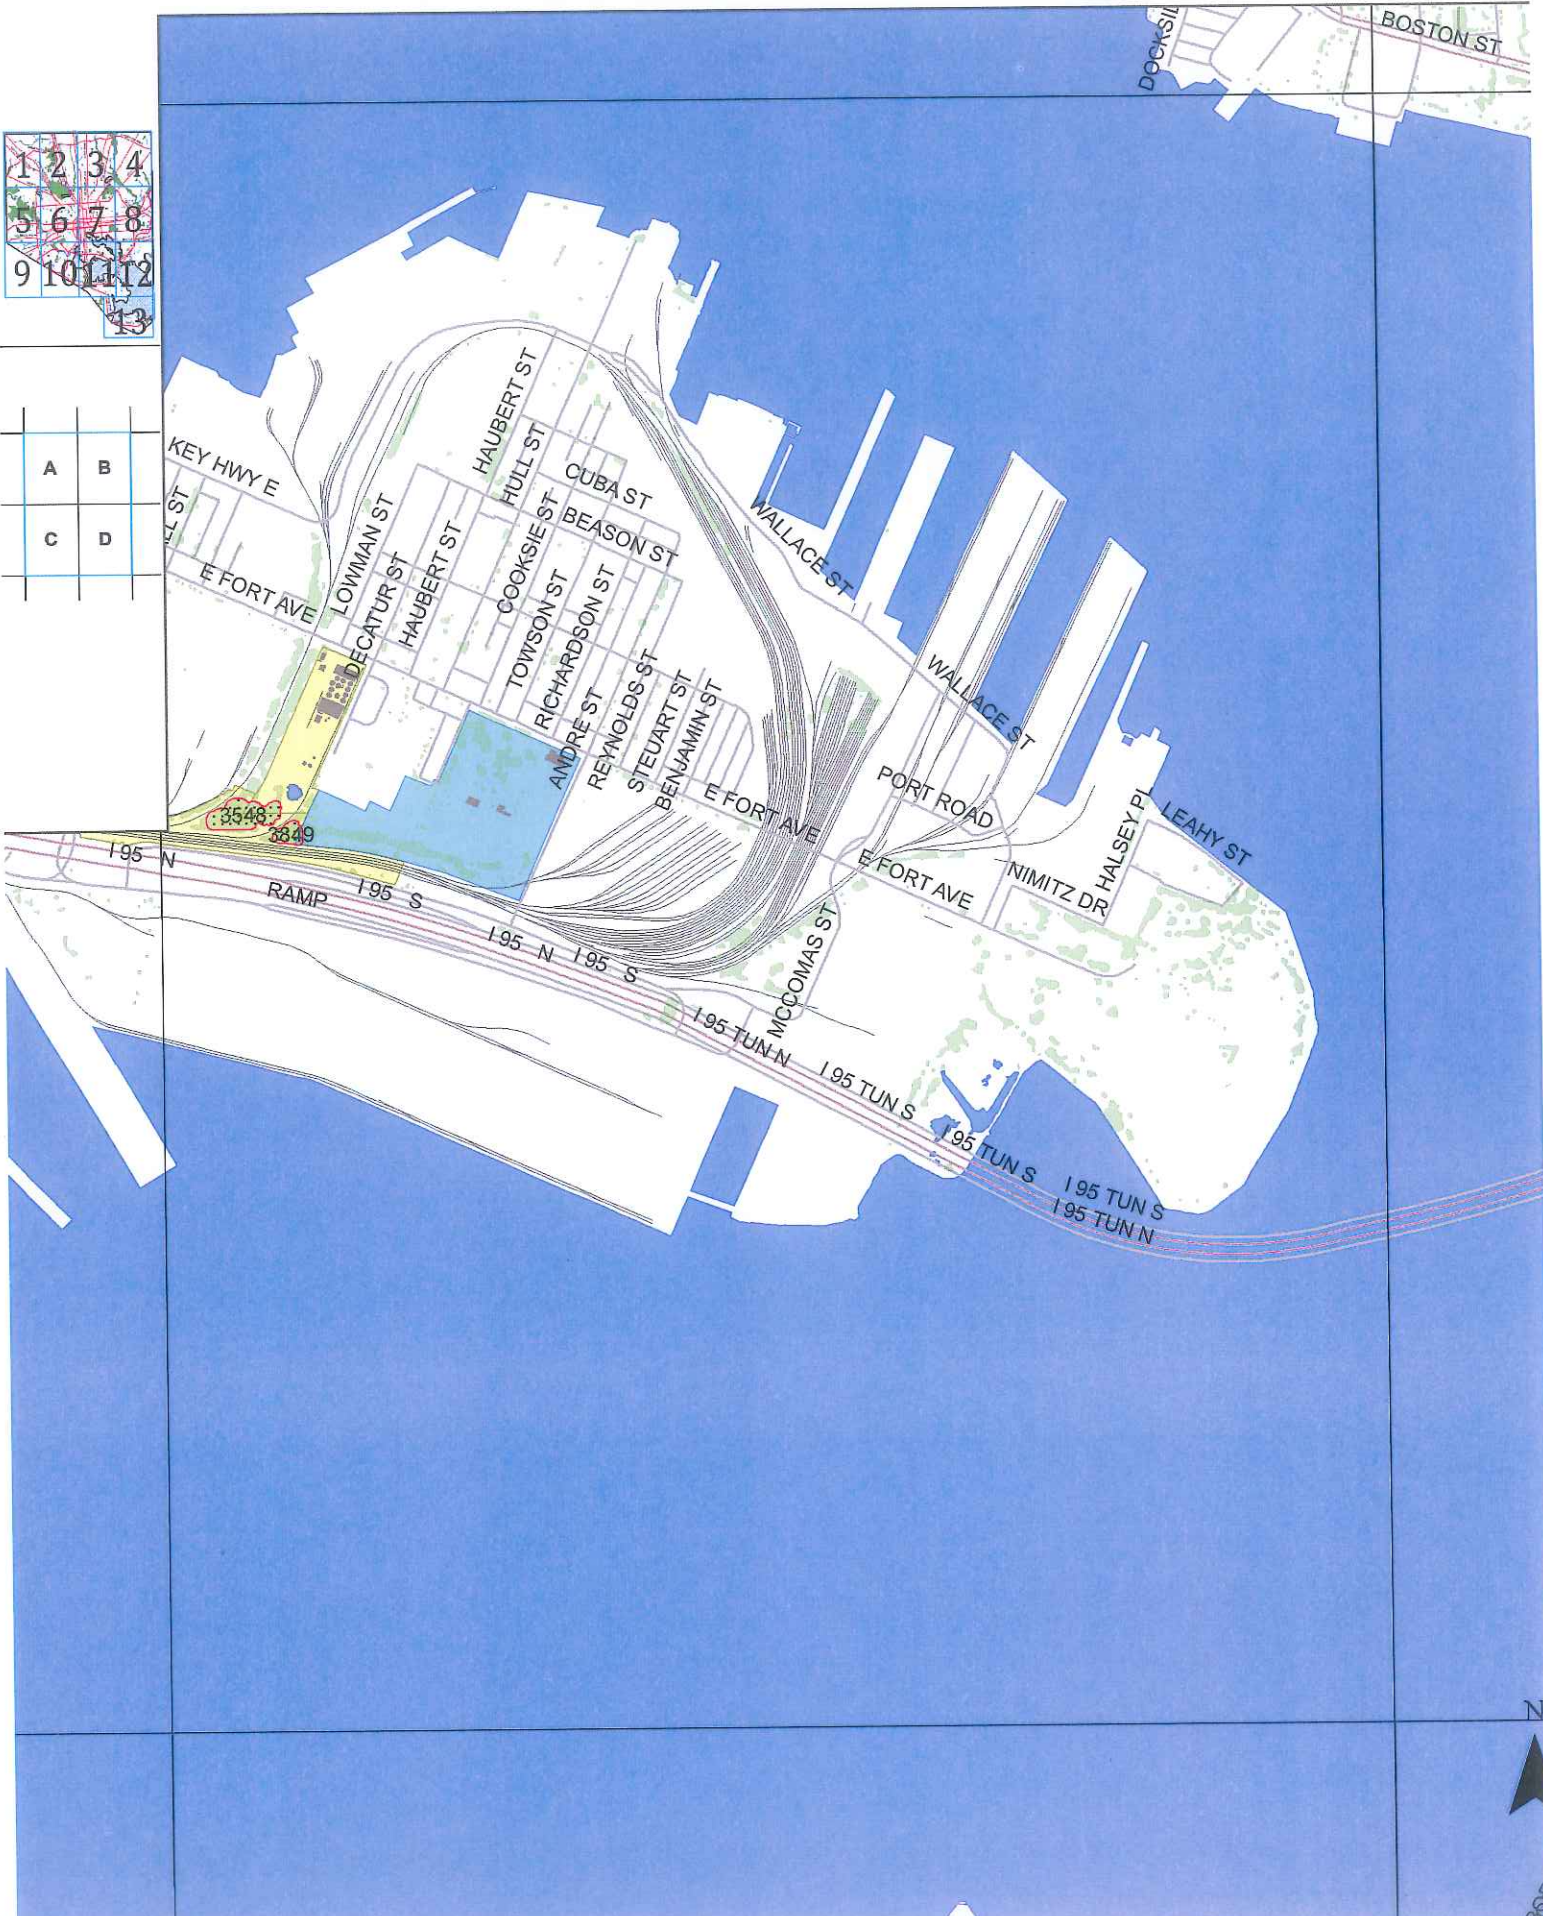 BOSTON ST
1 2 3 4
5 6 7 8
9 10 11 12
13
A B
C D
KEY HWY E
E FORT AVE
LOWMAN ST
DECATUR ST
HAUBERT ST
HAUBERT ST
HULL ST
CUBA ST
BEASON ST
COOKSIE ST
TOWSON ST
RICHARDSON ST
ANDRE ST
REYNOLDS ST
STEUART ST
BENJAMIN ST
WALLACE ST
WALLACE ST
PORT ROAD
E FORT AVE
E FORT AVE
NIMITZ DR
HALSEY PL
LEAHY ST
MCCOMAS ST
3548
3849
I 95 N
RAMP
I 95 S
I 95 N
I 95 S
I 95 TUN N
I 95 TUN S
I 95 TUN S
I 95 TUN S
I 95 TUN N
N